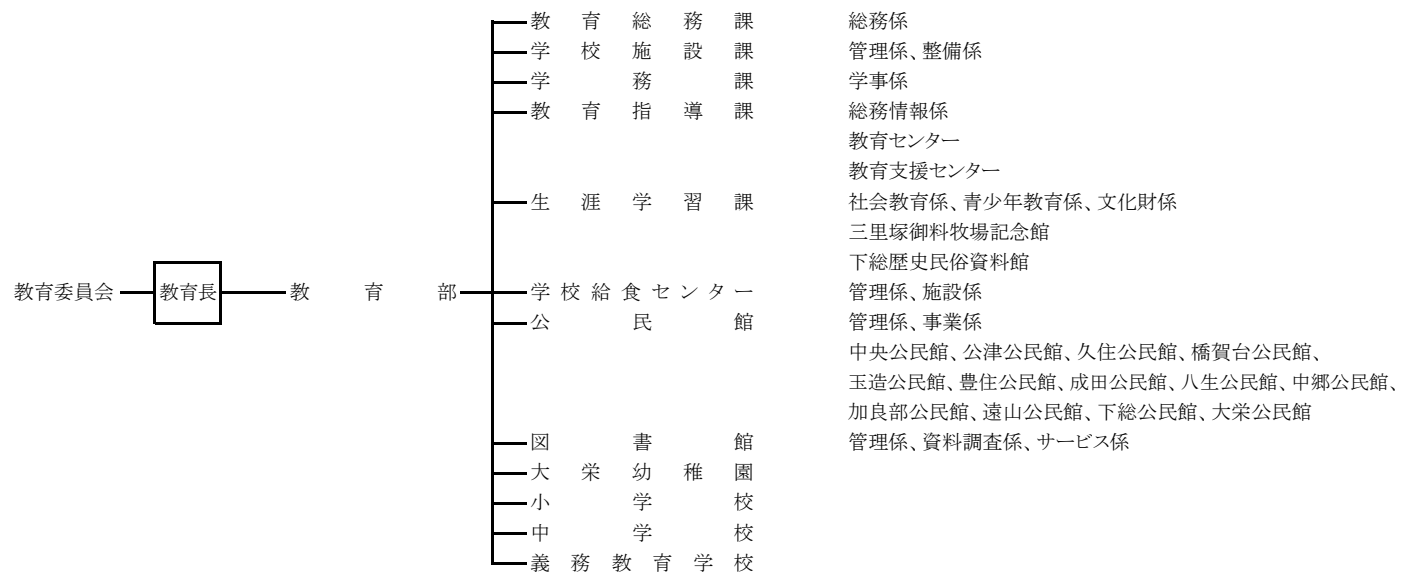 教育総務課 総務係
学校施設課 管理係、整備係
学務課 学事係
教育指導課 総務情報係
教育センター
教育支援センター
生涯学習課 社会教育係、青少年教育係、文化財係
三里塚御料牧場記念館
下総歴史民俗資料館
教育委員会 教育長 教育部 学校給食センター 管理係、施設係
公民館 管理係、事業係
中央公民館、公津公民館、久住公民館、橋賀台公民館、
玉造公民館、豊住公民館、成田公民館、八生公民館、中郷公民館、
加良部公民館、遠山公民館、下総公民館、大栄公民館
図書館 管理係、資料調査係、サービス係
大栄幼稚園
小学校
中学校
義務教育学校